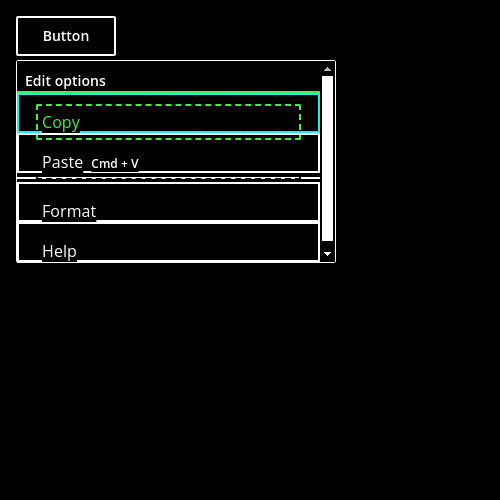 Button
Edit options
Copy
Paste Cmd + V
Format
Help